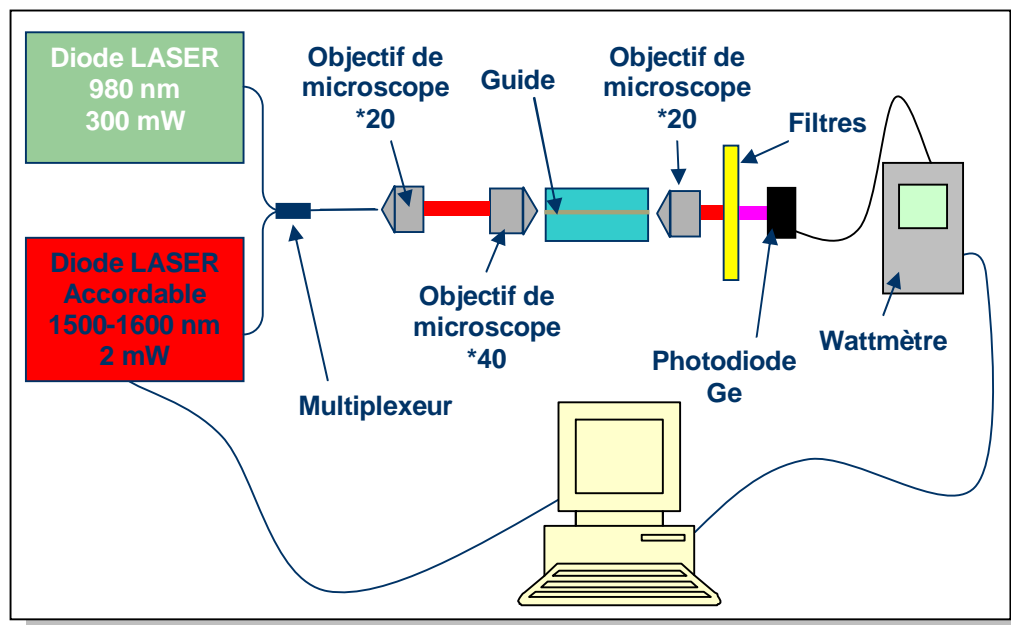 Diode LASER
980 nm
300 mW
Objectif de
microscope
*20
Guide
Objectif de
microscope
*20
Filtres
Diode LASER
Accordable
1500-1600 nm
2 mW
Multiplexeur
Objectif de
microscope
*40
Photodiode
Ge
Wattmètre